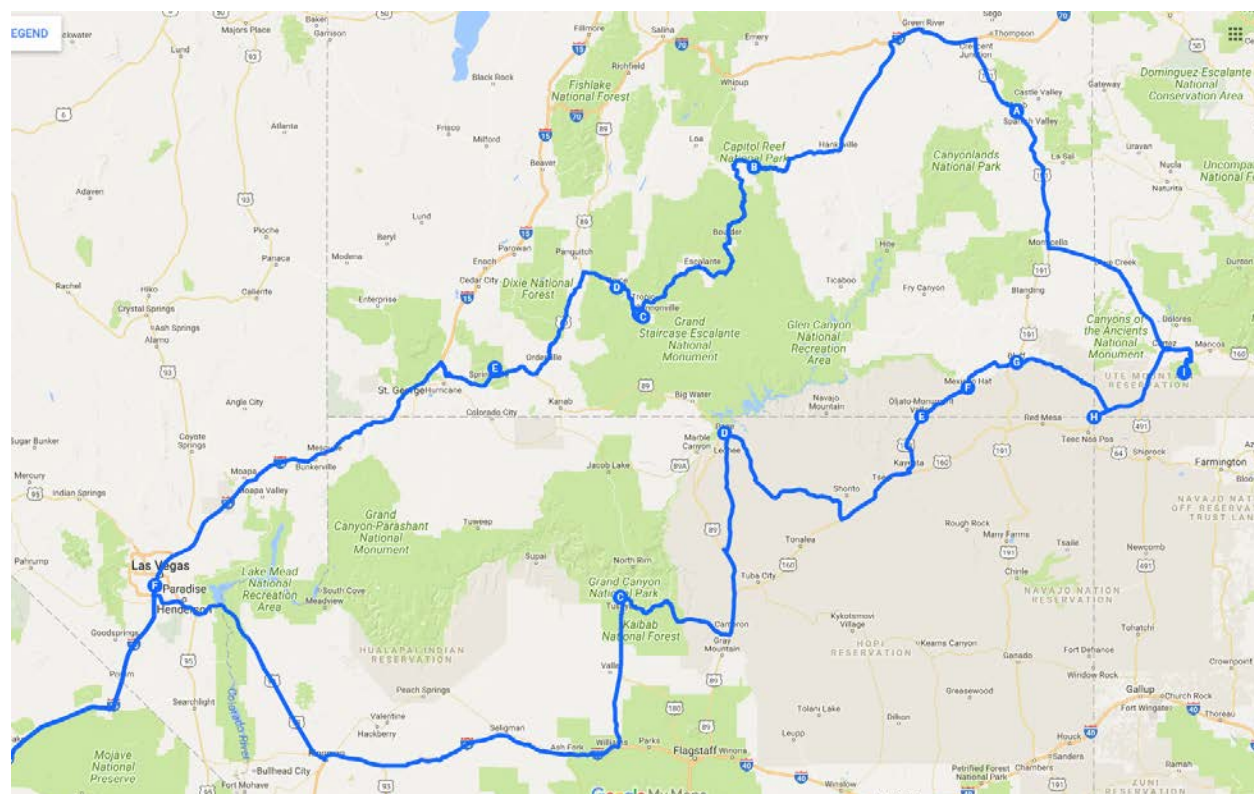 LEGEND
Baker
Garrison
Majors Place
Lund
Fillmore
Salina
Emery
Green River
Sego
Thompson
Crescent
Junction
Richfield
Black Rock
Fishlake
National Forest
Whipup
Castle Valley
Spanish Valley
Gateway
Dominguez-Escalante
National
Conservation Area
Atlanta
Frisco
Milford
Beaver
Loa
Capitol Reef
National Park
Hanksville
Canyonlands
National Park
La Sal
Uravan
Nucla
Naturita
Adaven
Pioche
Panaca
Lund
Beryl
Modena
Parowan
Enoch
Cedar City
Panguitch
Boulder
Escalante
Monticello
Dove Creek
Hite
Ticaboo
Fry Canyon
Blanding
Rachel
Hiko
Caliente
Crystal Springs
Ash Springs
Alamo
Enterprise
Dixie National
Forest
Tropic
Cannonville
Grand
Staircase Escalante
National
Monument
Glen Canyon
National
Recreation
Area
Canyons of
the Ancients
National
Monument
Dolores
Cortez
Mancos
Orderville
St. George
Hurricane
Kanab
Big Water
Navajo
Mountain
Oljato-Monument
Valley
Mexican Hat
Bluff
UTE MOUNTAIN
RESERVATION
Angle City
Colorado City
Marble
Canyon
Page
Lechee
Red Mesa
Teec Nos Pos
Shiprock
Farmington
Sugar Bunker
Coyote
Springs
Mesquite
Bunkerville
Moapa
Moapa Valley
Mercury
Indian Springs
Jacob Lake
Kayenta
Shonto
Grand
Canyon-Parashant
National
Monument
Tuweep
Supai
North Rim
Tonalea
Rough Rock
Many Farms
Tsaile
Chinle
NAVAJO NATION
OFF RESERVATION
TRUST LAND
Newcomb
Pahrump
Las Vegas
Paradise
Henderson
Lake Mead
National
Recreation
Area
South Cove
Meadview
Grand Canyon
National Park
Tusayan
Kaibab
National Forest
Tuba City
Cameron
Gray
Mountain
Kykotsmovi
Village
NAVAJO NATION
RESERVATION
Goodsprings
Primm
HUALAPAI INDIAN
RESERVATION
Valle
HOPI
RESERVATION
Kearns Canyon
Ganado
Fort Defiance
Window Rock
Tohatchi
Crownpoint
Searchlight
Colorado River
Peach Springs
Valentine
Hackberry
Seligman
Greasewood
Gallup
Church Rock
Fort Wingate
Thoreau
Tolani Lake
Dilkon
Leupp
Mojave
National
Preserve
Kingman
Bullhead City
Fort Mohave
Ash Fork
Williams
Parks
Flagstaff
Winona
Winslow
Houck
Sanders
Chambers
Petrified Forest
National Park
Ramah
ZUNI
RESERVATION
Google My Maps